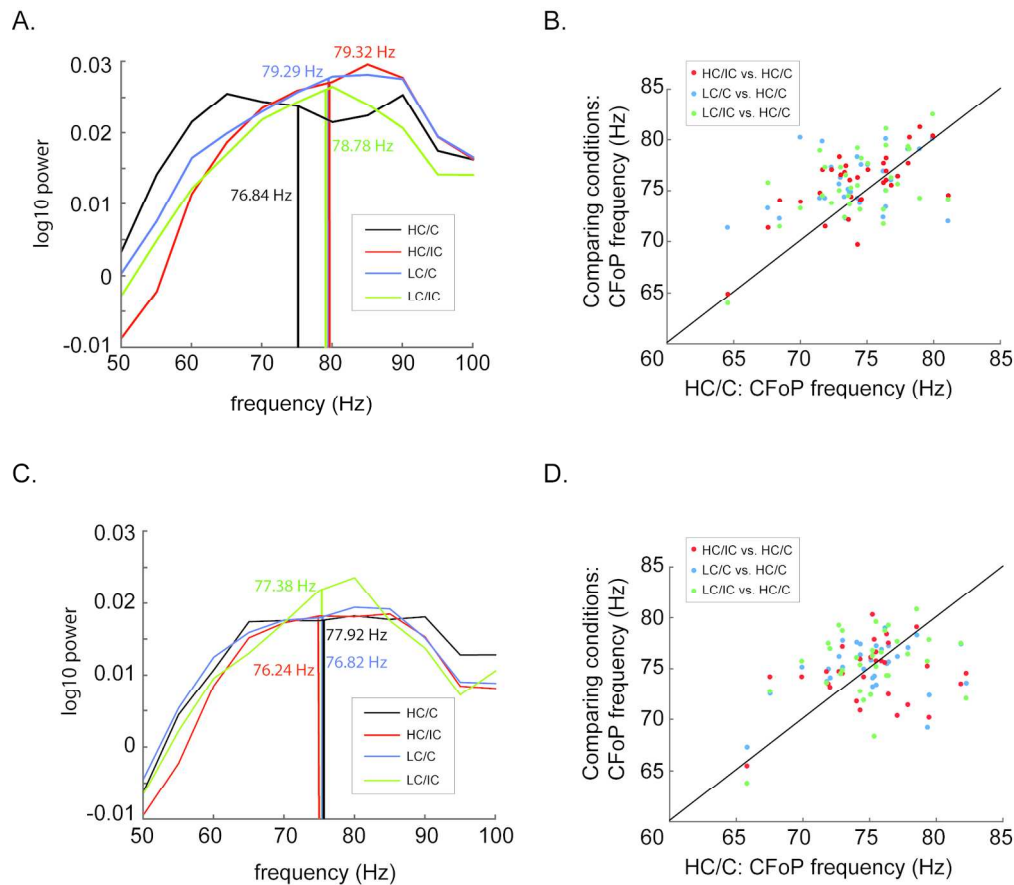 A.
79.32 Hz
79.29 Hz
78.78 Hz
76.84 Hz
log10 power
0.03
0.02
0.01
0
-0.01
HC/C
HC/IC
LC/C
LC/IC
50
60
70
80
90
100
frequency (Hz)
B.
HC/IC vs. HC/C
LC/C vs. HC/C
LC/IC vs. HC/C
Comparing conditions:
CFoP frequency (Hz)
85
80
75
70
65
60
65
70
75
80
85
HC/C: CFoP frequency (Hz)
C.
77.38 Hz
77.92 Hz
76.24 Hz
76.82 Hz
log10 power
0.03
0.02
0.01
0
-0.01
HC/C
HC/IC
LC/C
LC/IC
50
60
70
80
90
100
frequency (Hz)
D.
HC/IC vs. HC/C
LC/C vs. HC/C
LC/IC vs. HC/C
Comparing conditions:
CFoP frequency (Hz)
85
80
75
70
65
60
60
65
70
75
80
85
HC/C: CFoP frequency (Hz)